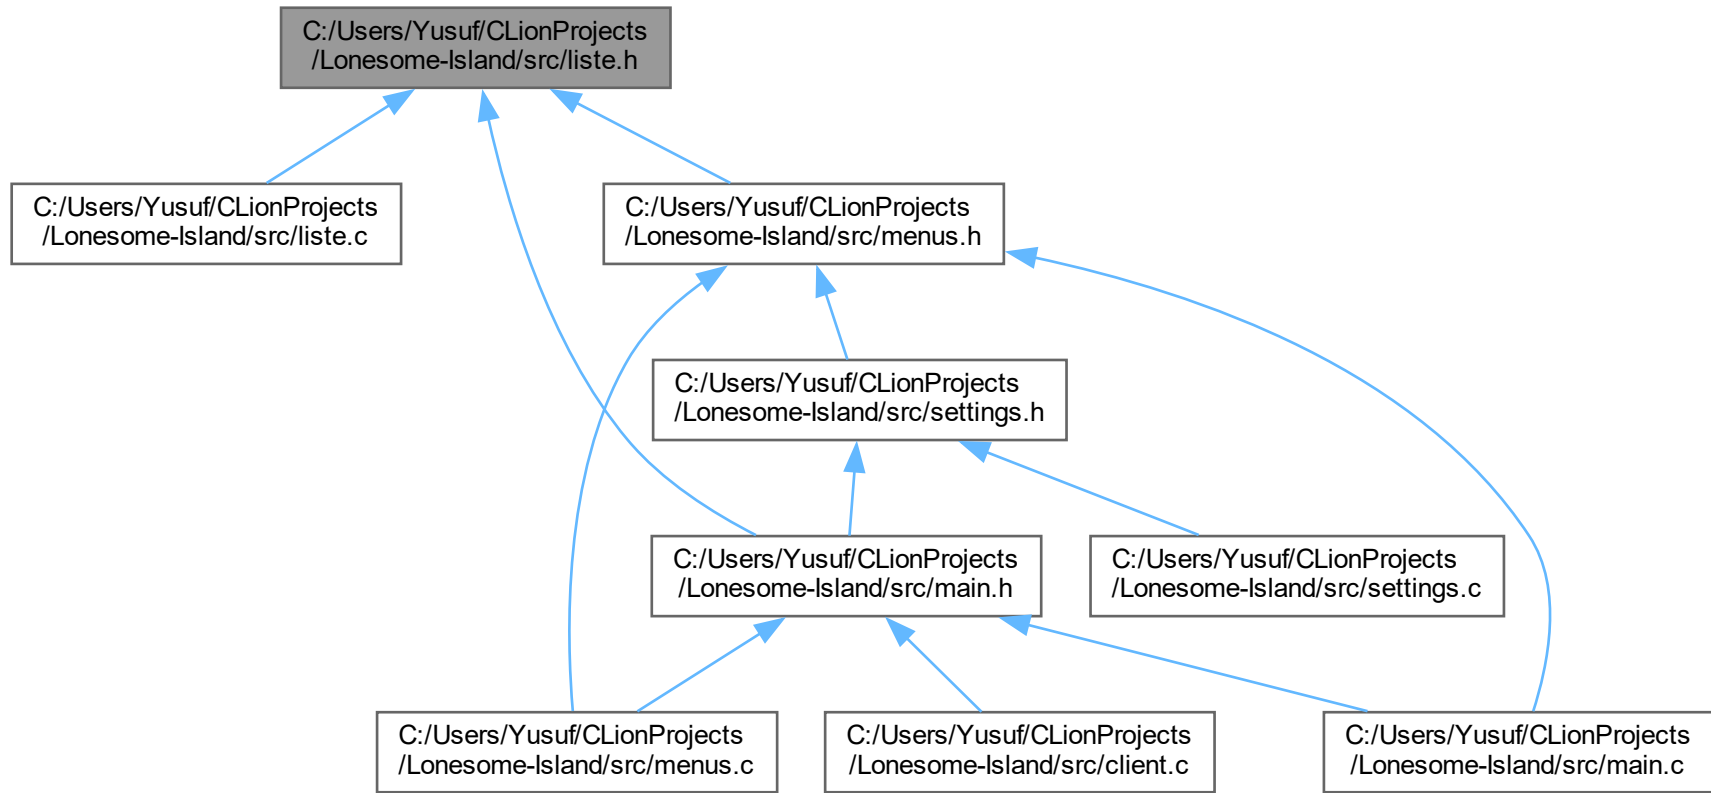 C:/Users/Yusuf/CLionProjects
/Lonesome-Island/src/liste.h
C:/Users/Yusuf/CLionProjects
/Lonesome-Island/src/liste.c
C:/Users/Yusuf/CLionProjects
/Lonesome-Island/src/menus.h
C:/Users/Yusuf/CLionProjects
/Lonesome-Island/src/settings.h
C:/Users/Yusuf/CLionProjects
/Lonesome-Island/src/main.h
C:/Users/Yusuf/CLionProjects
/Lonesome-Island/src/settings.c
C:/Users/Yusuf/CLionProjects
/Lonesome-Island/src/menus.c
C:/Users/Yusuf/CLionProjects
/Lonesome-Island/src/client.c
C:/Users/Yusuf/CLionProjects
/Lonesome-Island/src/main.c